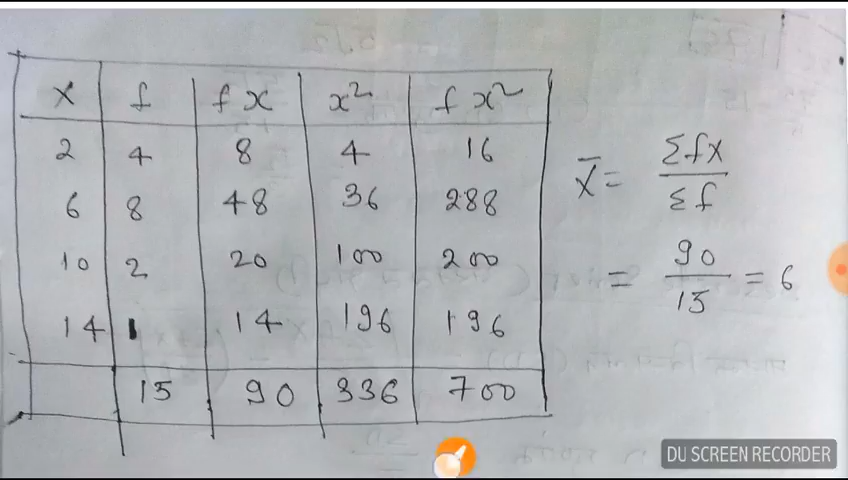 x f fx x² fx²
2 4 8 4 16
6 8 48 36 288
10 2 20 100 200
14 1 14 196 196
15 90 336 700
X̄ = Σfx / Σf
= 90 / 15 = 6
DU SCREEN RECORDER